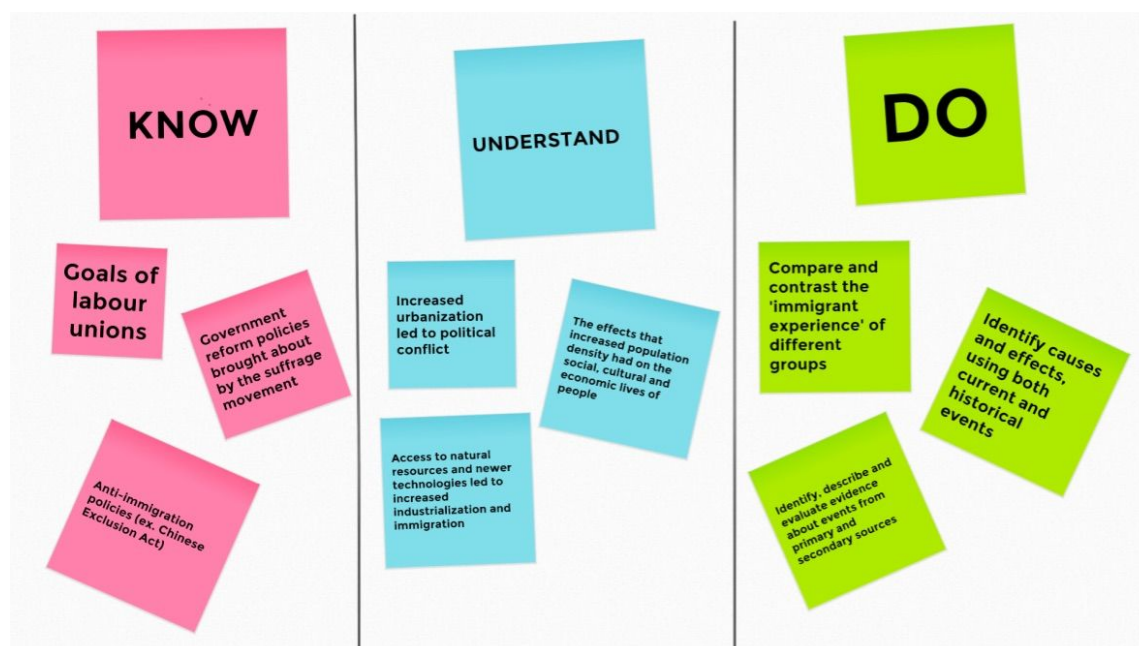 KNOW
Goals of
labour
unions
Government
reform policies
brought about
by the suffrage
movement
Anti-immigration
policies (ex. Chinese
Exclusion Act)
UNDERSTAND
Increased
urbanization
led to political
conflict
The effects that
increased population
density had on the
social, cultural and
economic lives of
people
Access to natural
resources and newer
technologies led to
increased
industrialization and
immigration
DO
Compare and
contrast the
'immigrant
experience' of
different
groups
Identify causes
and effects,
using both
current and
historical
events
Identify, describe and
evaluate evidence
about events from
primary and
secondary sources